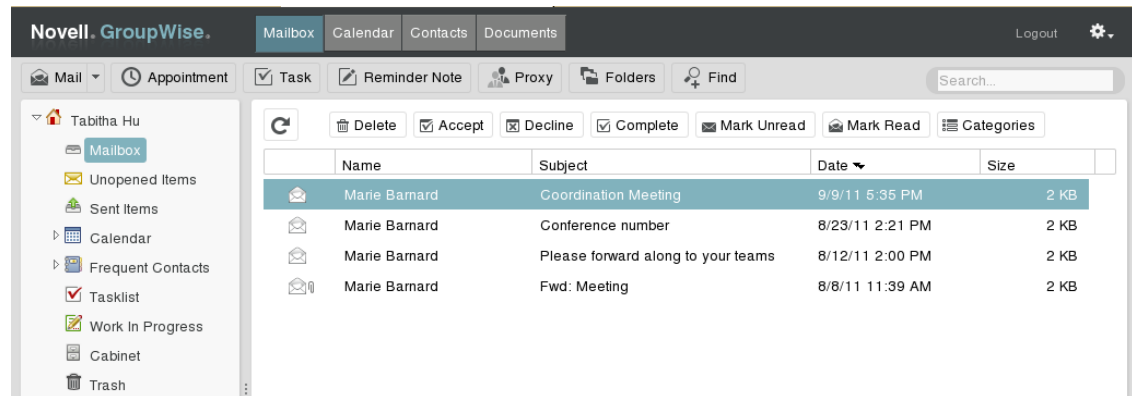 Novell. GroupWise. Mailbox Calendar Contacts Documents Logout
Mail Appointment Task Reminder Note Proxy Folders Find Search...
Tabitha Hu
Mailbox
Unopened Items
Sent Items
Calendar
Frequent Contacts
Tasklist
Work In Progress
Cabinet
Trash
Delete Accept Decline Complete Mark Unread Mark Read Categories
Name Subject Date Size
Marie Barnard Coordination Meeting 9/9/11 5:35 PM 2 KB
Marie Barnard Conference number 8/23/11 2:21 PM 2 KB
Marie Barnard Please forward along to your teams 8/12/11 2:00 PM 2 KB
Marie Barnard Fwd: Meeting 8/8/11 11:39 AM 2 KB